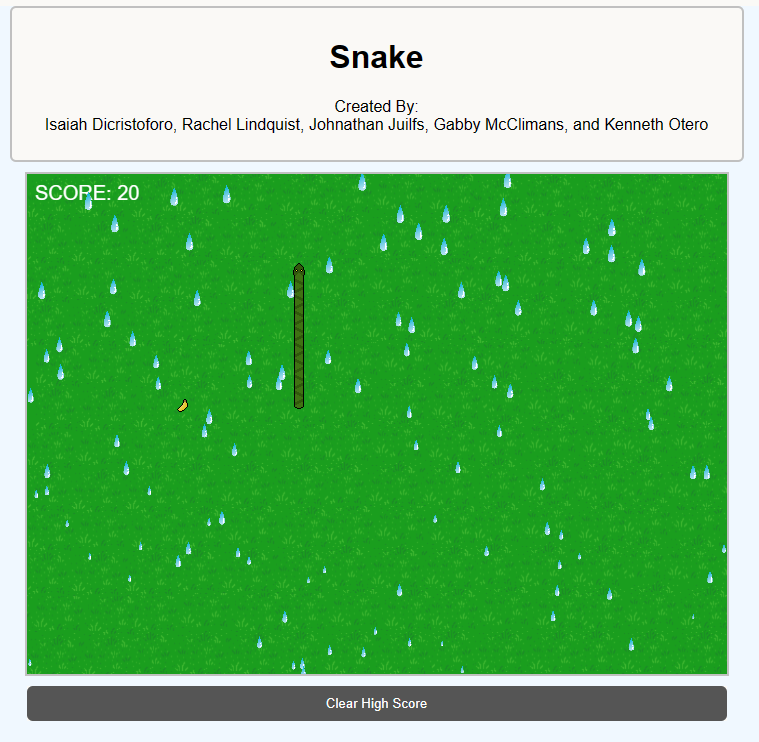 Snake
Created By:
Isaiah Dicristoforo, Rachel Lindquist, Johnathan Juilfs, Gabby McClimans, and Kenneth Otero
SCORE: 20
Clear High Score